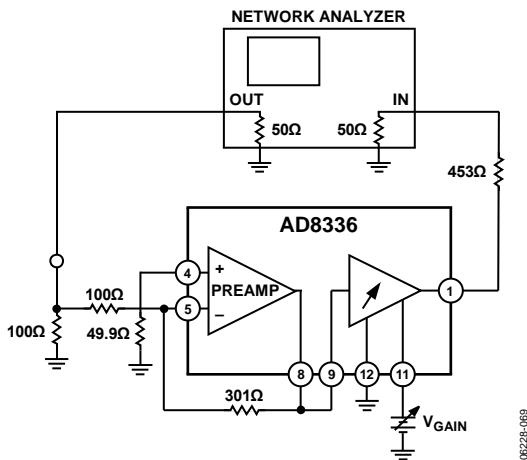 NETWORK ANALYZER
OUT
IN
50Ω
50Ω
453Ω
AD8336
4
+
PREAMP
5
–
100Ω
100Ω
49.9Ω
1
8
9
12
11
301Ω
VGAIN
06228-069